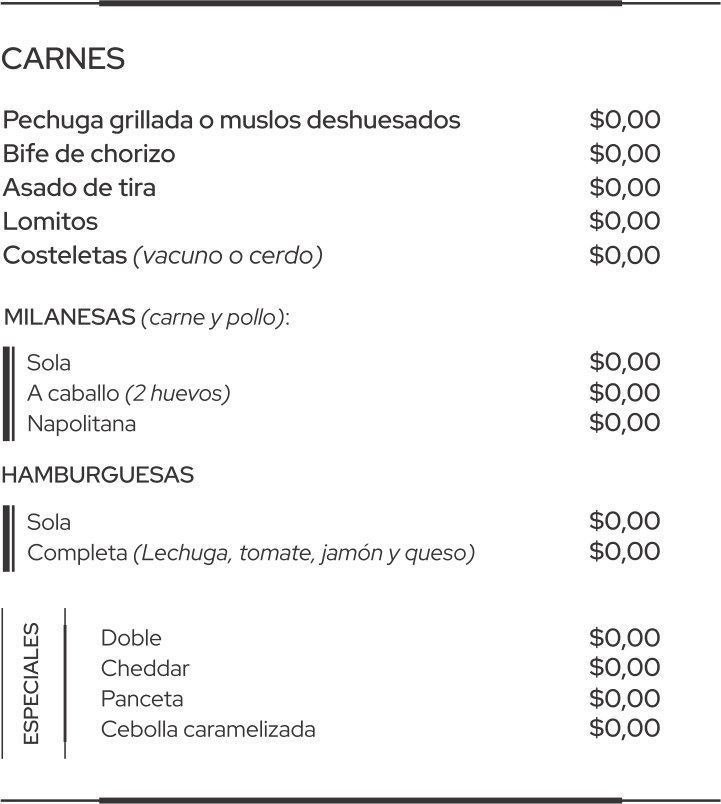 CARNES
Pechuga grillada o muslos deshuesados $0,00
Bife de chorizo $0,00
Asado de tira $0,00
Lomitos $0,00
Costeletas (vacuno o cerdo) $0,00
MILANESAS (carne y pollo):
Sola $0,00
A caballo (2 huevos) $0,00
Napolitana $0,00
HAMBURGUESAS
Sola $0,00
Completa (Lechuga, tomate, jamón y queso) $0,00
ESPECIALES
Doble $0,00
Cheddar $0,00
Panceta $0,00
Cebolla caramelizada $0,00